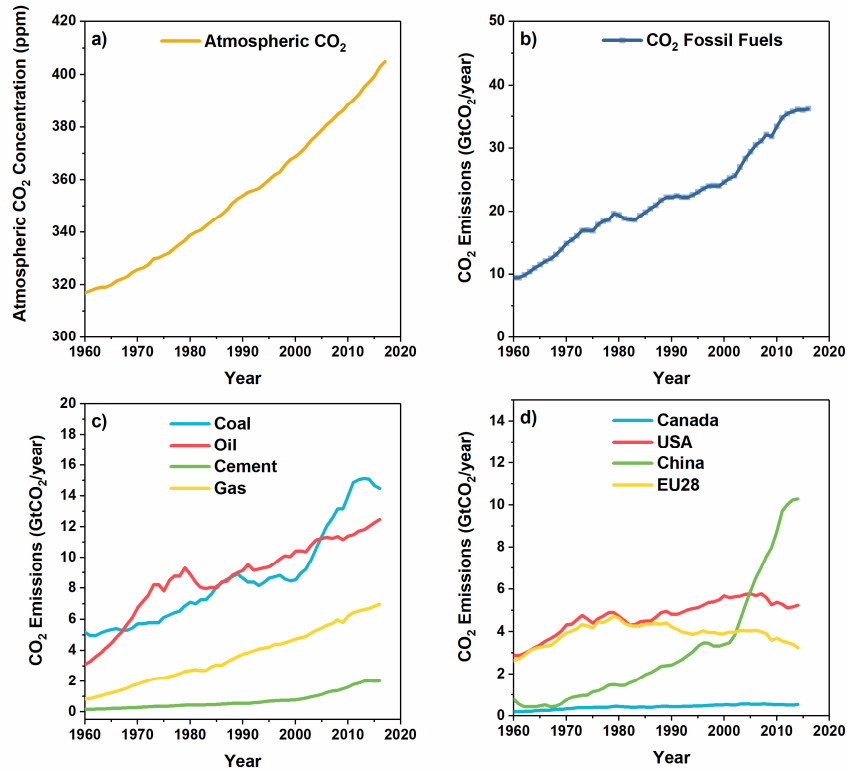 a)
Atmospheric CO₂
Atmospheric CO₂ Concentration (ppm)
420
400
380
360
340
320
300
1960 1970 1980 1990 2000 2010 2020
Year
b)
CO₂ Fossil Fuels
CO₂ Emissions (GtCO₂/year)
50
40
30
20
10
0
1960 1970 1980 1990 2000 2010 2020
Year
c)
Coal
Oil
Cement
Gas
CO₂ Emissions (GtCO₂/year)
20
18
16
14
12
10
8
6
4
2
0
1960 1970 1980 1990 2000 2010 2020
Year
d)
Canada
USA
China
EU28
CO₂ Emissions (GtCO₂/year)
14
12
10
8
6
4
2
0
1960 1970 1980 1990 2000 2010 2020
Year